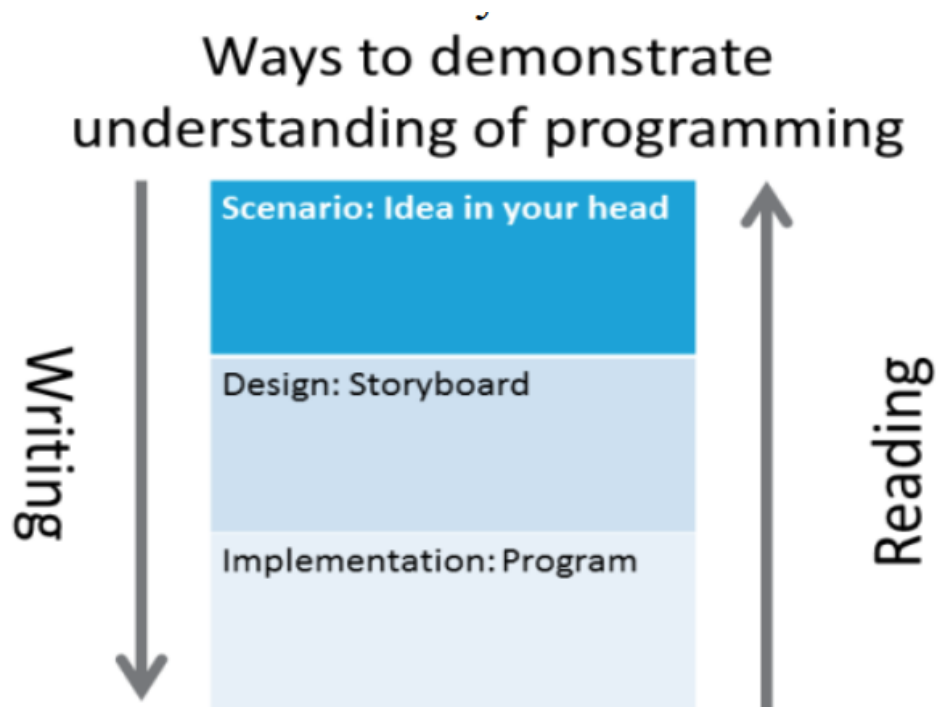 Ways to demonstrate
understanding of programming
Scenario: Idea in your head
Writing
Design: Storyboard
Reading
Implementation: Program